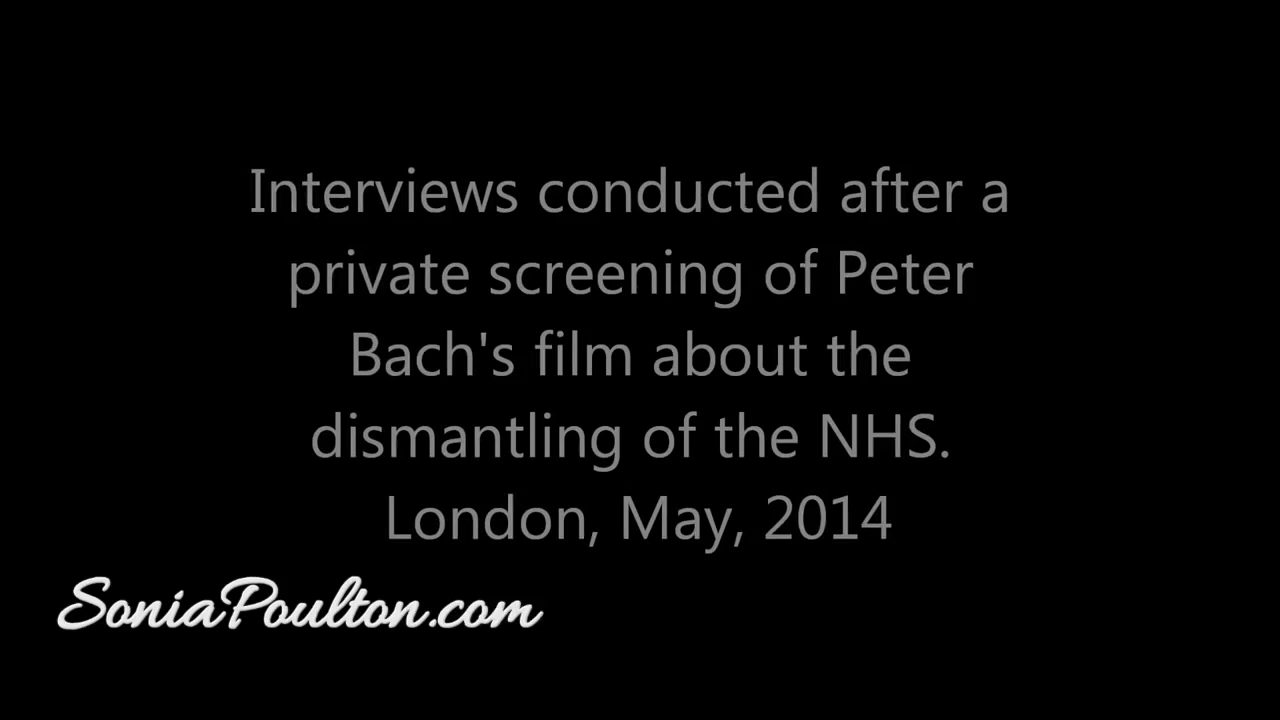 Interviews conducted after a
private screening of Peter
Bach's film about the
dismantling of the NHS.
London, May, 2014
SoniaPoulton.com